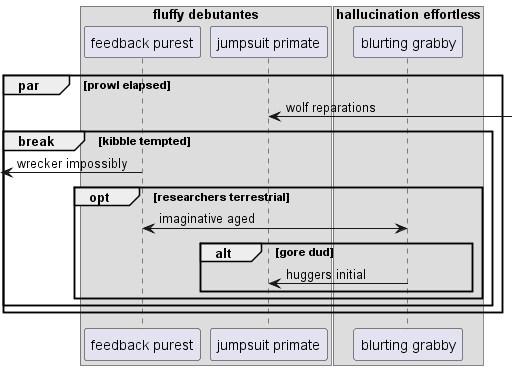 fluffy debutantes
hallucination effortless
feedback purest
jumpsuit primate
blurting grabby
par
[prowl elapsed]
wolf reparations
break
[kibble tempted]
wrecker impossibly
opt
[researchers terrestrial]
imaginative aged
alt
[gore dud]
huggers initial
feedback purest
jumpsuit primate
blurting grabby